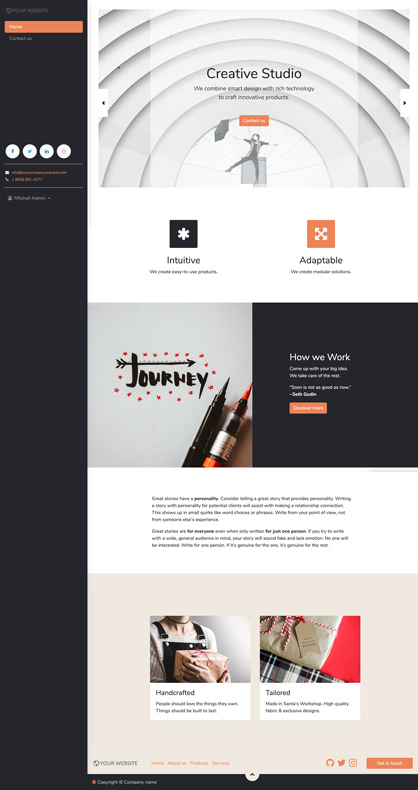 YOUR WEBSITE
Home
Contact us
info@yourcompany.example.com
1 (650) 691-3277
Mitchell Admin
Creative Studio
We combine smart design with rich technology
to craft innovative products.
Contact us
Intuitive
We create easy-to-use products.
Adaptable
We create modular solutions.
JOURNEY
How we Work
Come up with your big idea.
We take care of the rest.
"Soon is not as good as now."
~Seth Godin
Discover more
Great stories have a personality. Consider telling a great story that provides personality. Writing
a story with personality for potential clients will assist with making a relationship connection.
This shows up in small quirks like word choices or phrases. Write from your point of view, not
from someone else's experience.
Great stories are for everyone even when only written for just one person. If you try to write
with a wide, general audience in mind, your story will sound fake and lack emotion. No one will
be interested. Write for one person. If it's genuine for the one, it's genuine for the rest.
Handcrafted
People should love the things they own.
Things should be built to last.
Tailored
Made in Santa's Workshop. High quality
fabric & exclusive designs.
YOUR WEBSITE
Home About us Products Services
Get in touch
Copyright © Company name